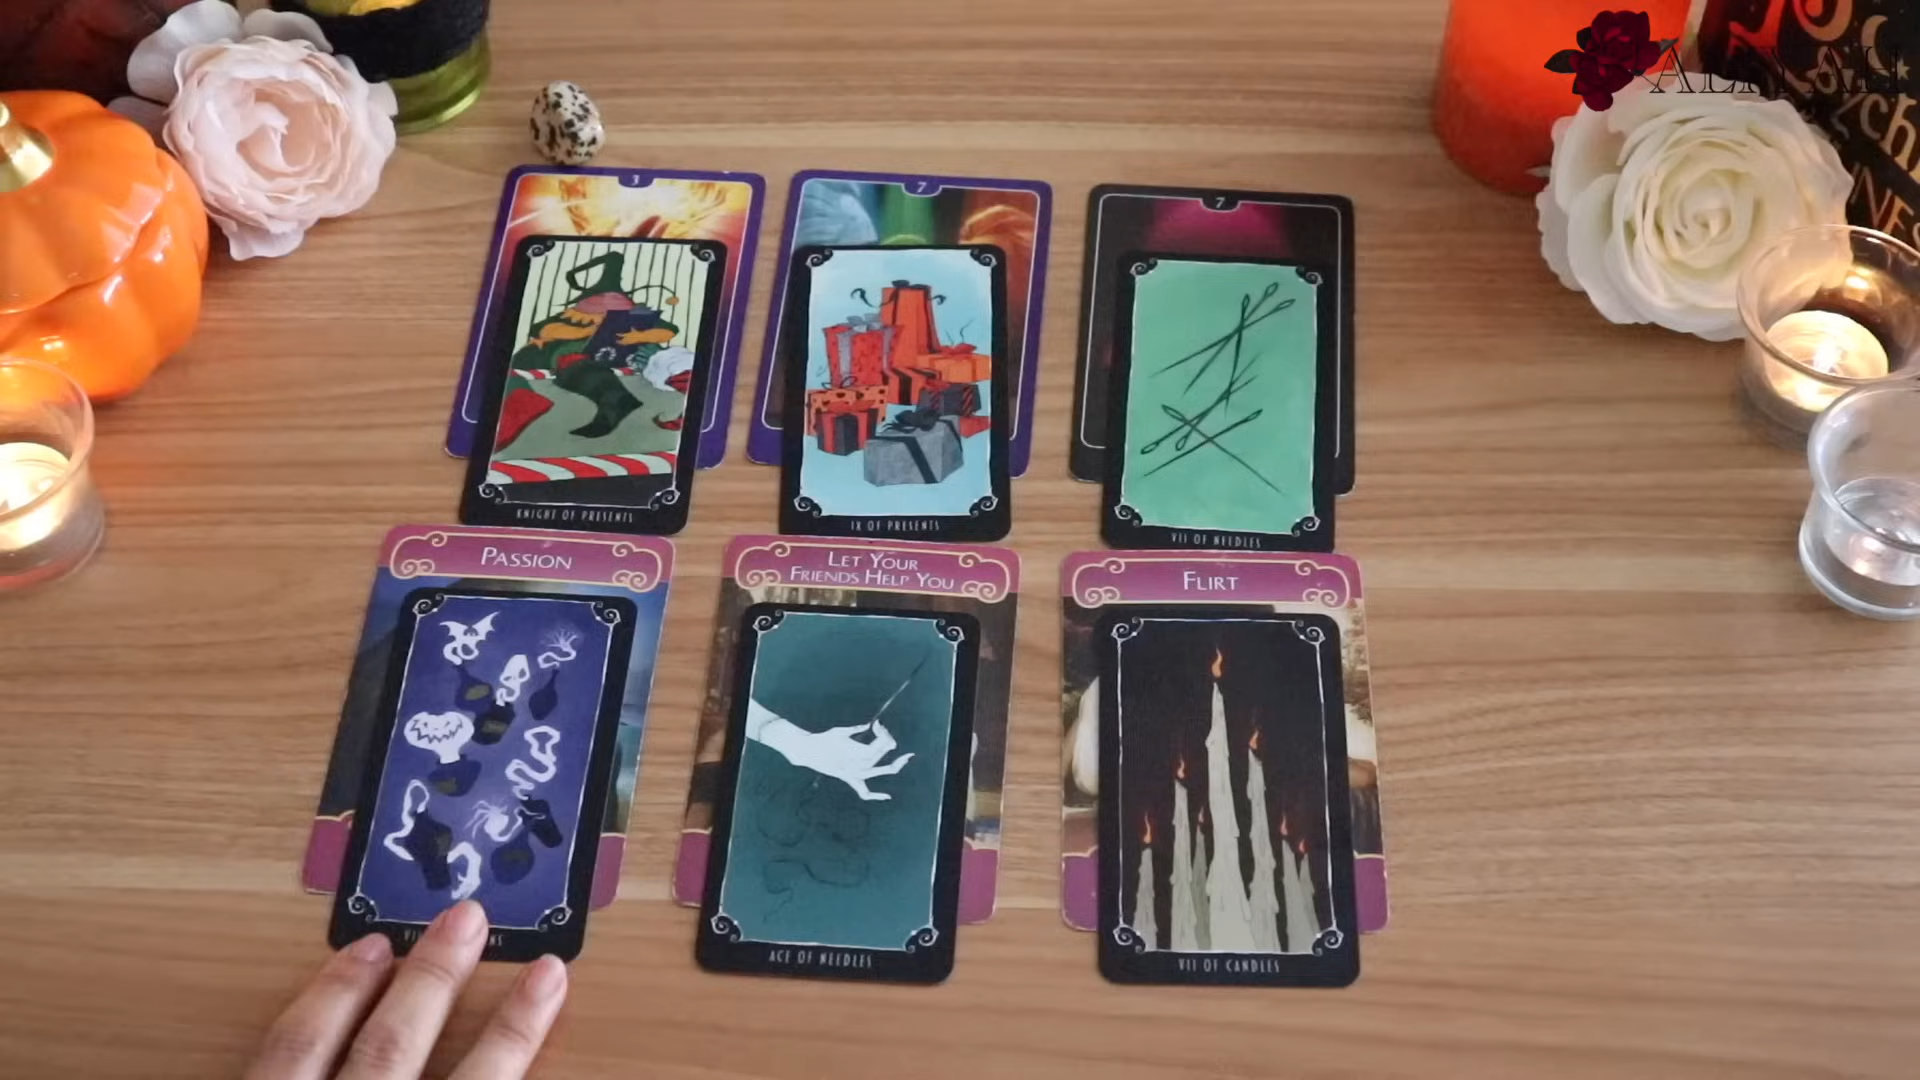 ALIYAH
3
7
7
KNIGHT OF PRESENTS
IX OF PRESENTS
VII OF NEEDLES
PASSION
LET YOUR
FRIENDS HELP YOU
FLIRT
ACE OF NEEDLES
VII OF CANDLES